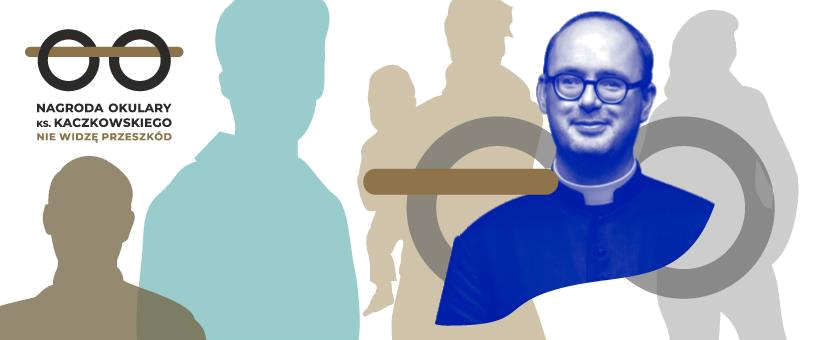 NAGRODA OKULARY
KS. KACZKOWSKIEGO
NIE WIDZĘ PRZESZKÓD